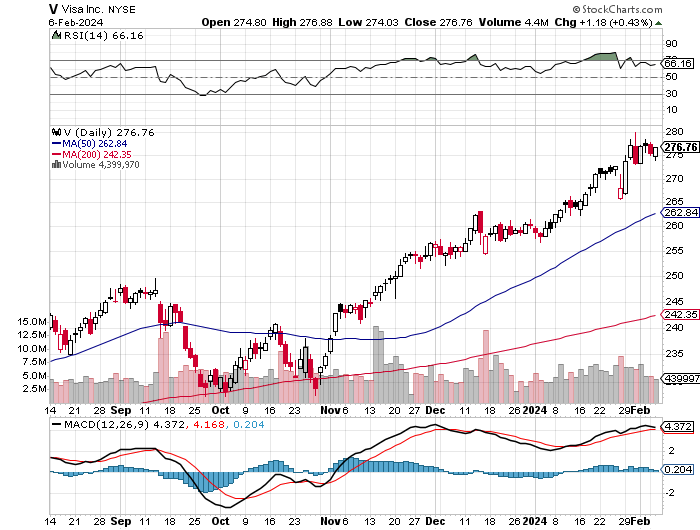 V Visa Inc. NYSE © StockCharts.com
6-Feb-2024 Open 274.80 High 276.88 Low 274.03 Close 276.76 Volume 4.4M Chg +1.18 (+0.43%)
RSI(14) 66.16
90
70
66.16
50
30
10
V (Daily) 276.76
MA(50) 262.84
MA(200) 242.35
Volume 4,399,970
280
276.76
275
270
265
262.84
260
255
250
245
242.35
240
235
4399970
15.0M
12.5M
10.0M
7.5M
5.0M
2.5M
14 21 28 Sep 11 18 25 Oct 9 16 23 Nov 6 13 20 27 Dec 11 18 26 2024 8 16 22 29 Feb
MACD(12,26,9) 4.372, 4.168, 0.204
4.372
2
0.204
-2
14 21 28 Sep 11 18 25 Oct 9 16 23 Nov 6 13 20 27 Dec 11 18 26 2024 8 16 22 29 Feb